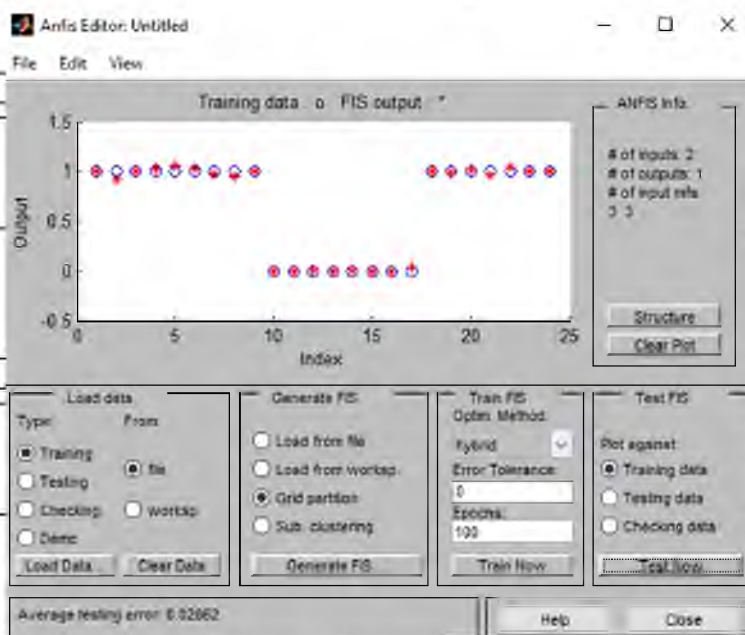 Anfis Editor: Untitled
File Edit View
Training data o FIS output *
1.5
1
0.5
0
-0.5
Output
0 5 10 15 20 25
Index
ANFIS Info.
# of inputs: 2
# of outputs: 1
# of input mfs:
3 3
Structure
Clear Plot
Load data
Type: From:
Training
Testing
Checking
Demo
file
worksp.
Load Data...
Clear Data
Generate FIS
Load from file
Load from worksp.
Grid partition
Sub. clustering
Generate FIS
Train FIS
Optim. Method:
hybrid
Error Tolerance:
0
Epochs:
100
Train Now
Test FIS
Plot against:
Training data
Testing data
Checking data
Test Now
Average testing error: 0.02862
Help
Close